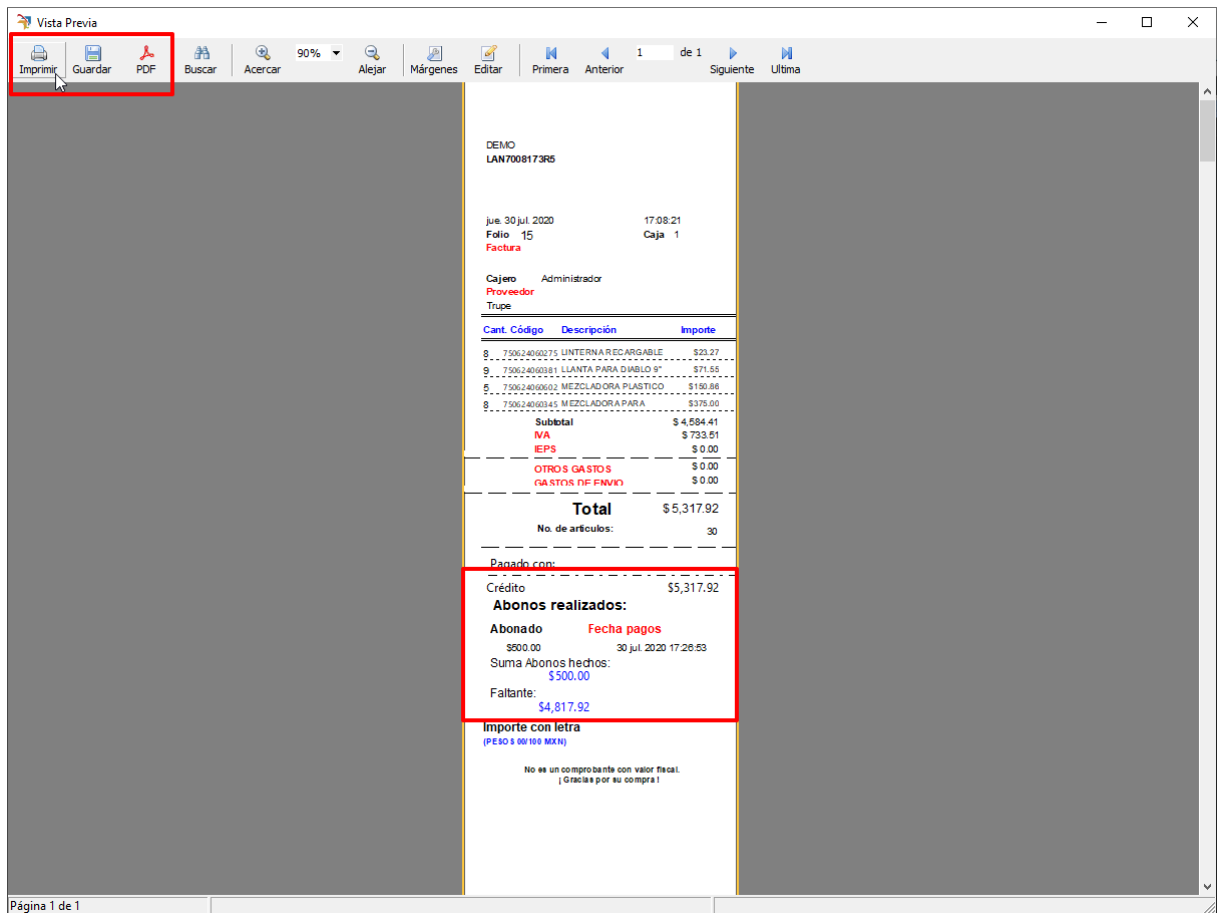 Vista Previa
Imprimir Guardar PDF Buscar Acercar 90% Alejar Márgenes Editar Primera Anterior 1 de 1 Siguiente Ultima
DEMO
LAN7008173R5
jue. 30 jul. 2020 17:08:21
Folio 15 Caja 1
Factura
Cajero Administrador
Proveedor
Trupe
Cant. Código Descripción Importe
8 750624060275 LINTERNA RECARGABLE $23.27
9 750624060381 LLANTA PARA DIABLO 9" $71.55
5 750624060602 MEZCLADORA PLASTICO $150.86
8 750624060345 MEZCLADORA PARA $375.00
Subtotal $ 4,584.41
IVA $ 733.51
IEPS $ 0.00
OTROS GASTOS $ 0.00
GASTOS DE ENVIO $ 0.00
Total $ 5,317.92
No. de articulos: 30
Pagado con:
Crédito $5,317.92
Abonos realizados:
Abonado Fecha pagos
$500.00 30 jul. 2020 17:26:53
Suma Abonos hechos:
$500.00
Faltante:
$4,817.92
Importe con letra
(PESOS 00/100 MXN)
No es un comprobante con valor fiscal.
¡ Gracias por su compra !
Página 1 de 1